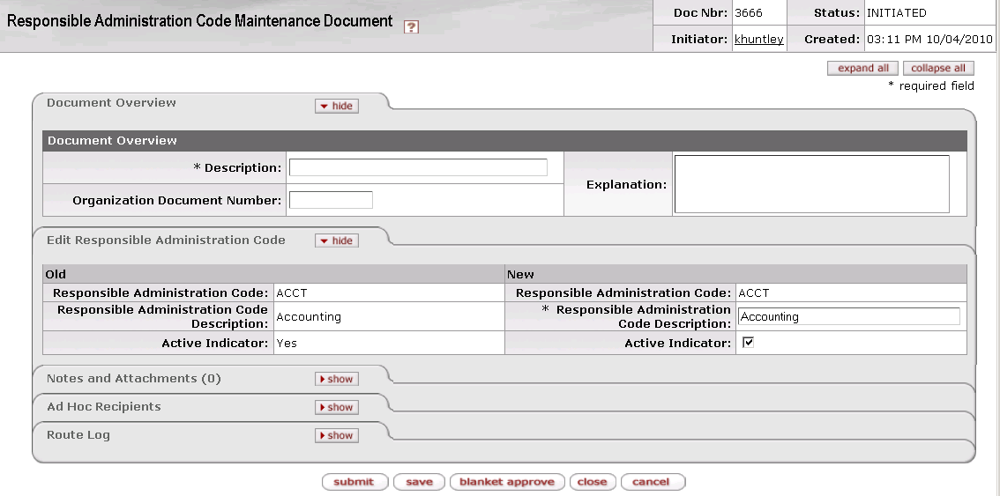 Responsible Administration Code Maintenance Document ?
Doc Nbr: 3666 Status: INITIATED
Initiator: khuntley Created: 03:11 PM 10/04/2010
expand all collapse all
* required field
Document Overview hide
Document Overview
* Description:
Explanation:
Organization Document Number:
Edit Responsible Administration Code hide
Old New
Responsible Administration Code: ACCT Responsible Administration Code: ACCT
Responsible Administration Code Description: Accounting * Responsible Administration Code Description: Accounting
Active Indicator: Yes Active Indicator:
Notes and Attachments (0) show
Ad Hoc Recipients show
Route Log show
submit save blanket approve close cancel